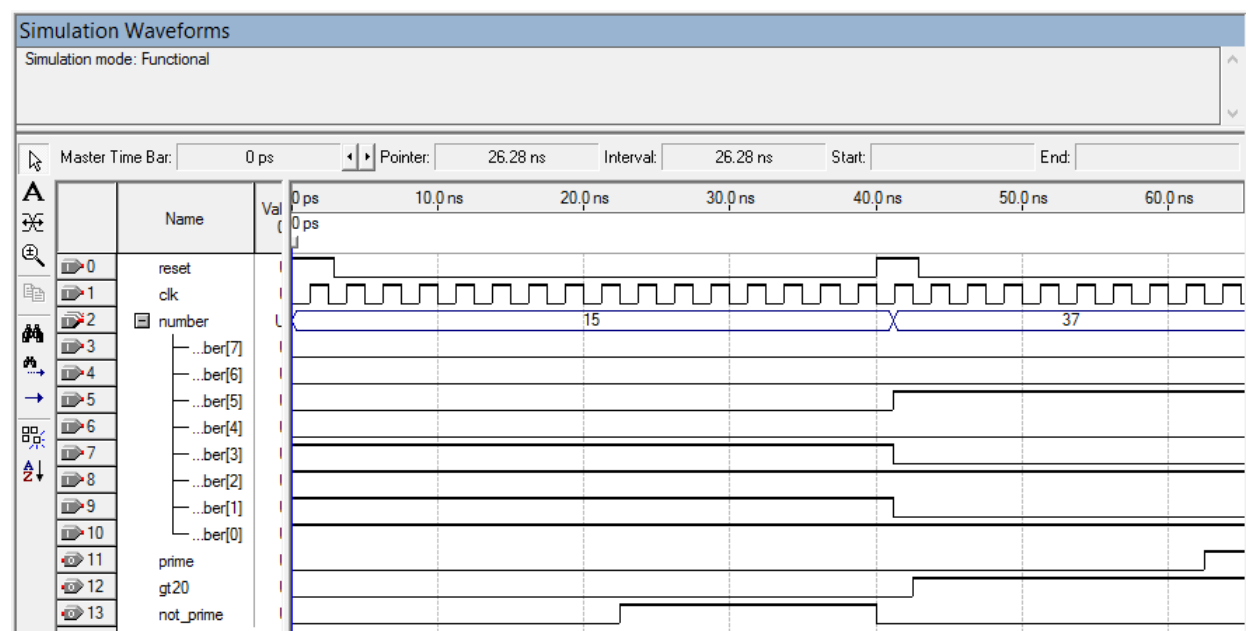 Simulation Waveforms
Simulation mode: Functional
Master Time Bar: 0 ps Pointer: 26.28 ns Interval: 26.28 ns Start: End:
A
Name Val 0 ps 10.0 ns 20.0 ns 30.0 ns 40.0 ns 50.0 ns 60.0 ns
0 ps
0 reset
1 clk
2 number 15 37
3 ...ber[7]
4 ...ber[6]
5 ...ber[5]
6 ...ber[4]
7 ...ber[3]
8 ...ber[2]
9 ...ber[1]
10 ...ber[0]
11 prime
12 gt20
13 not_prime
A
Z